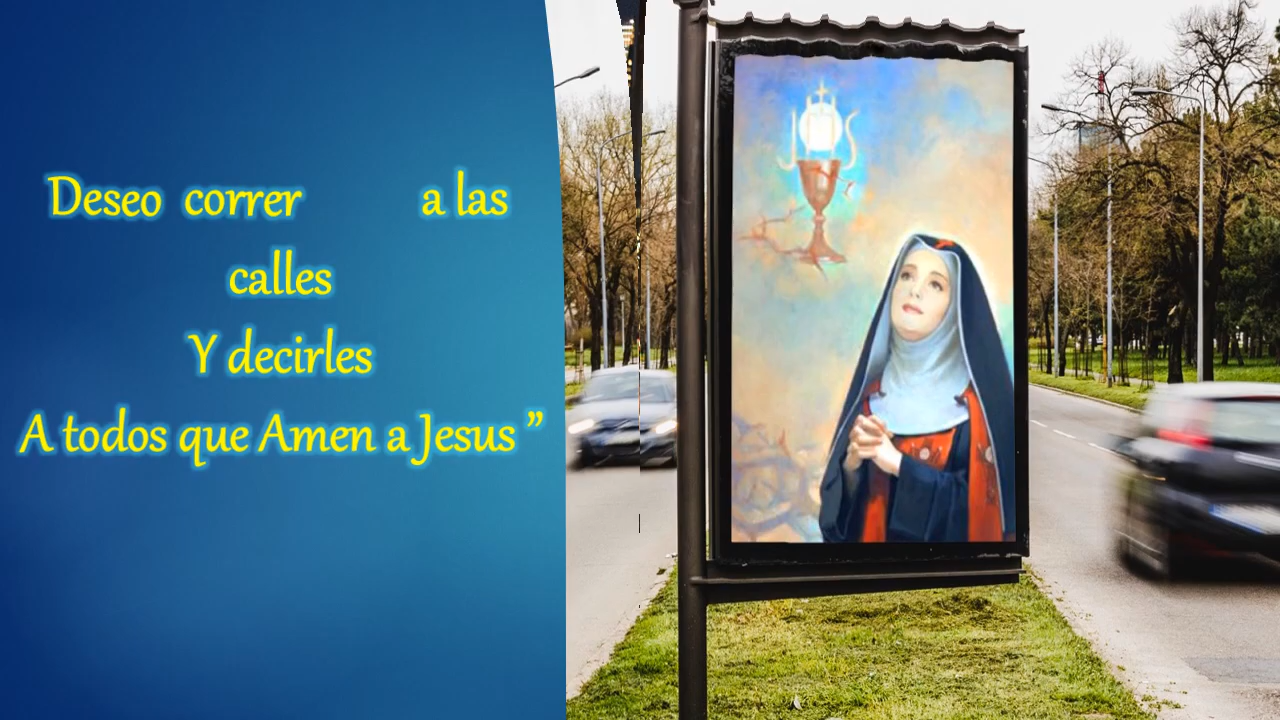 Deseo correr a las
calles
Y decirles
A todos que Amen a Jesus ”